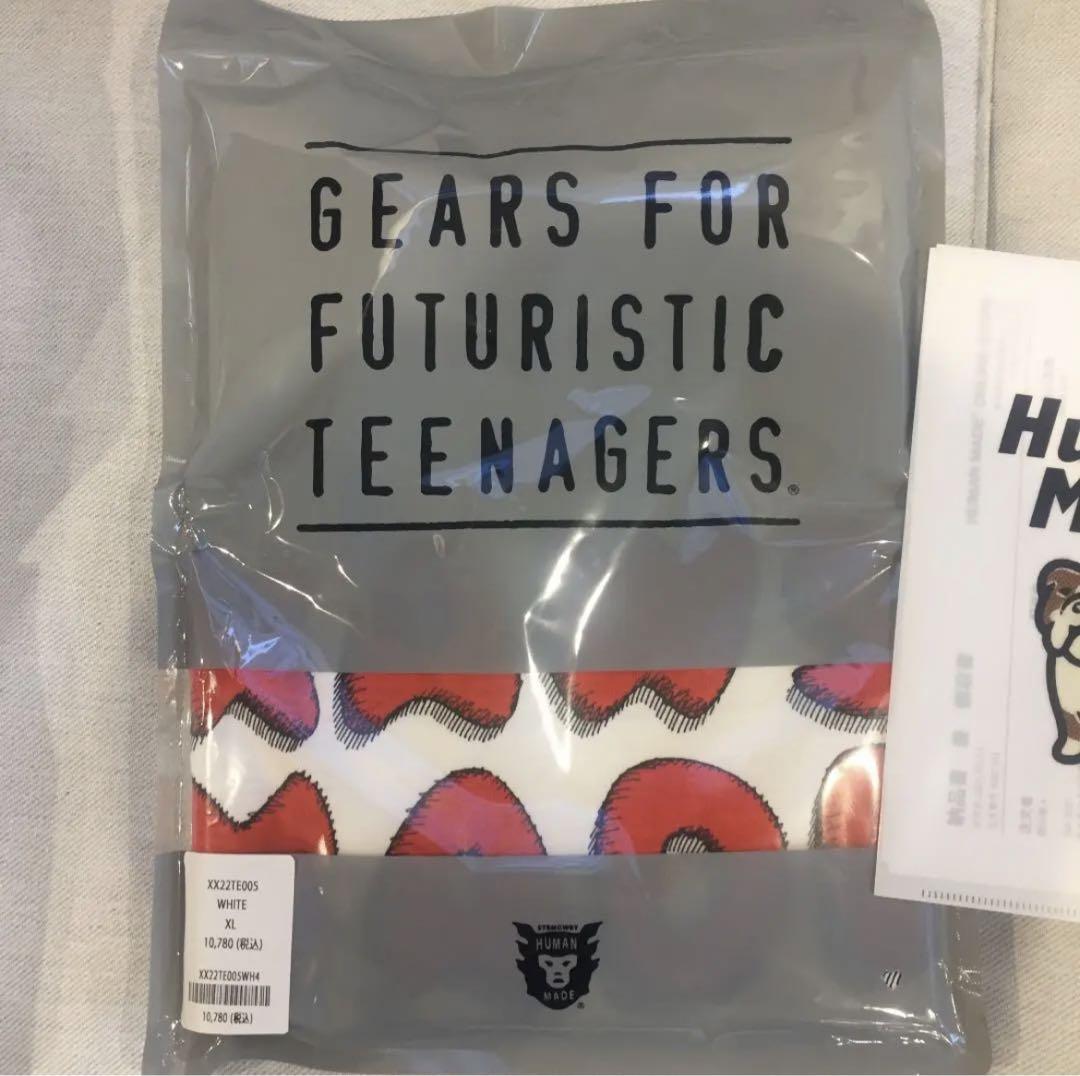 GEARS FOR
FUTURISTIC
TEENAGERS.®
XX22TE005
WHITE
XL
10,780 (税込)
XX22TE005WH4
10,780 (税込)
STRMCWBY
HUMAN
MADE®
Hu
M